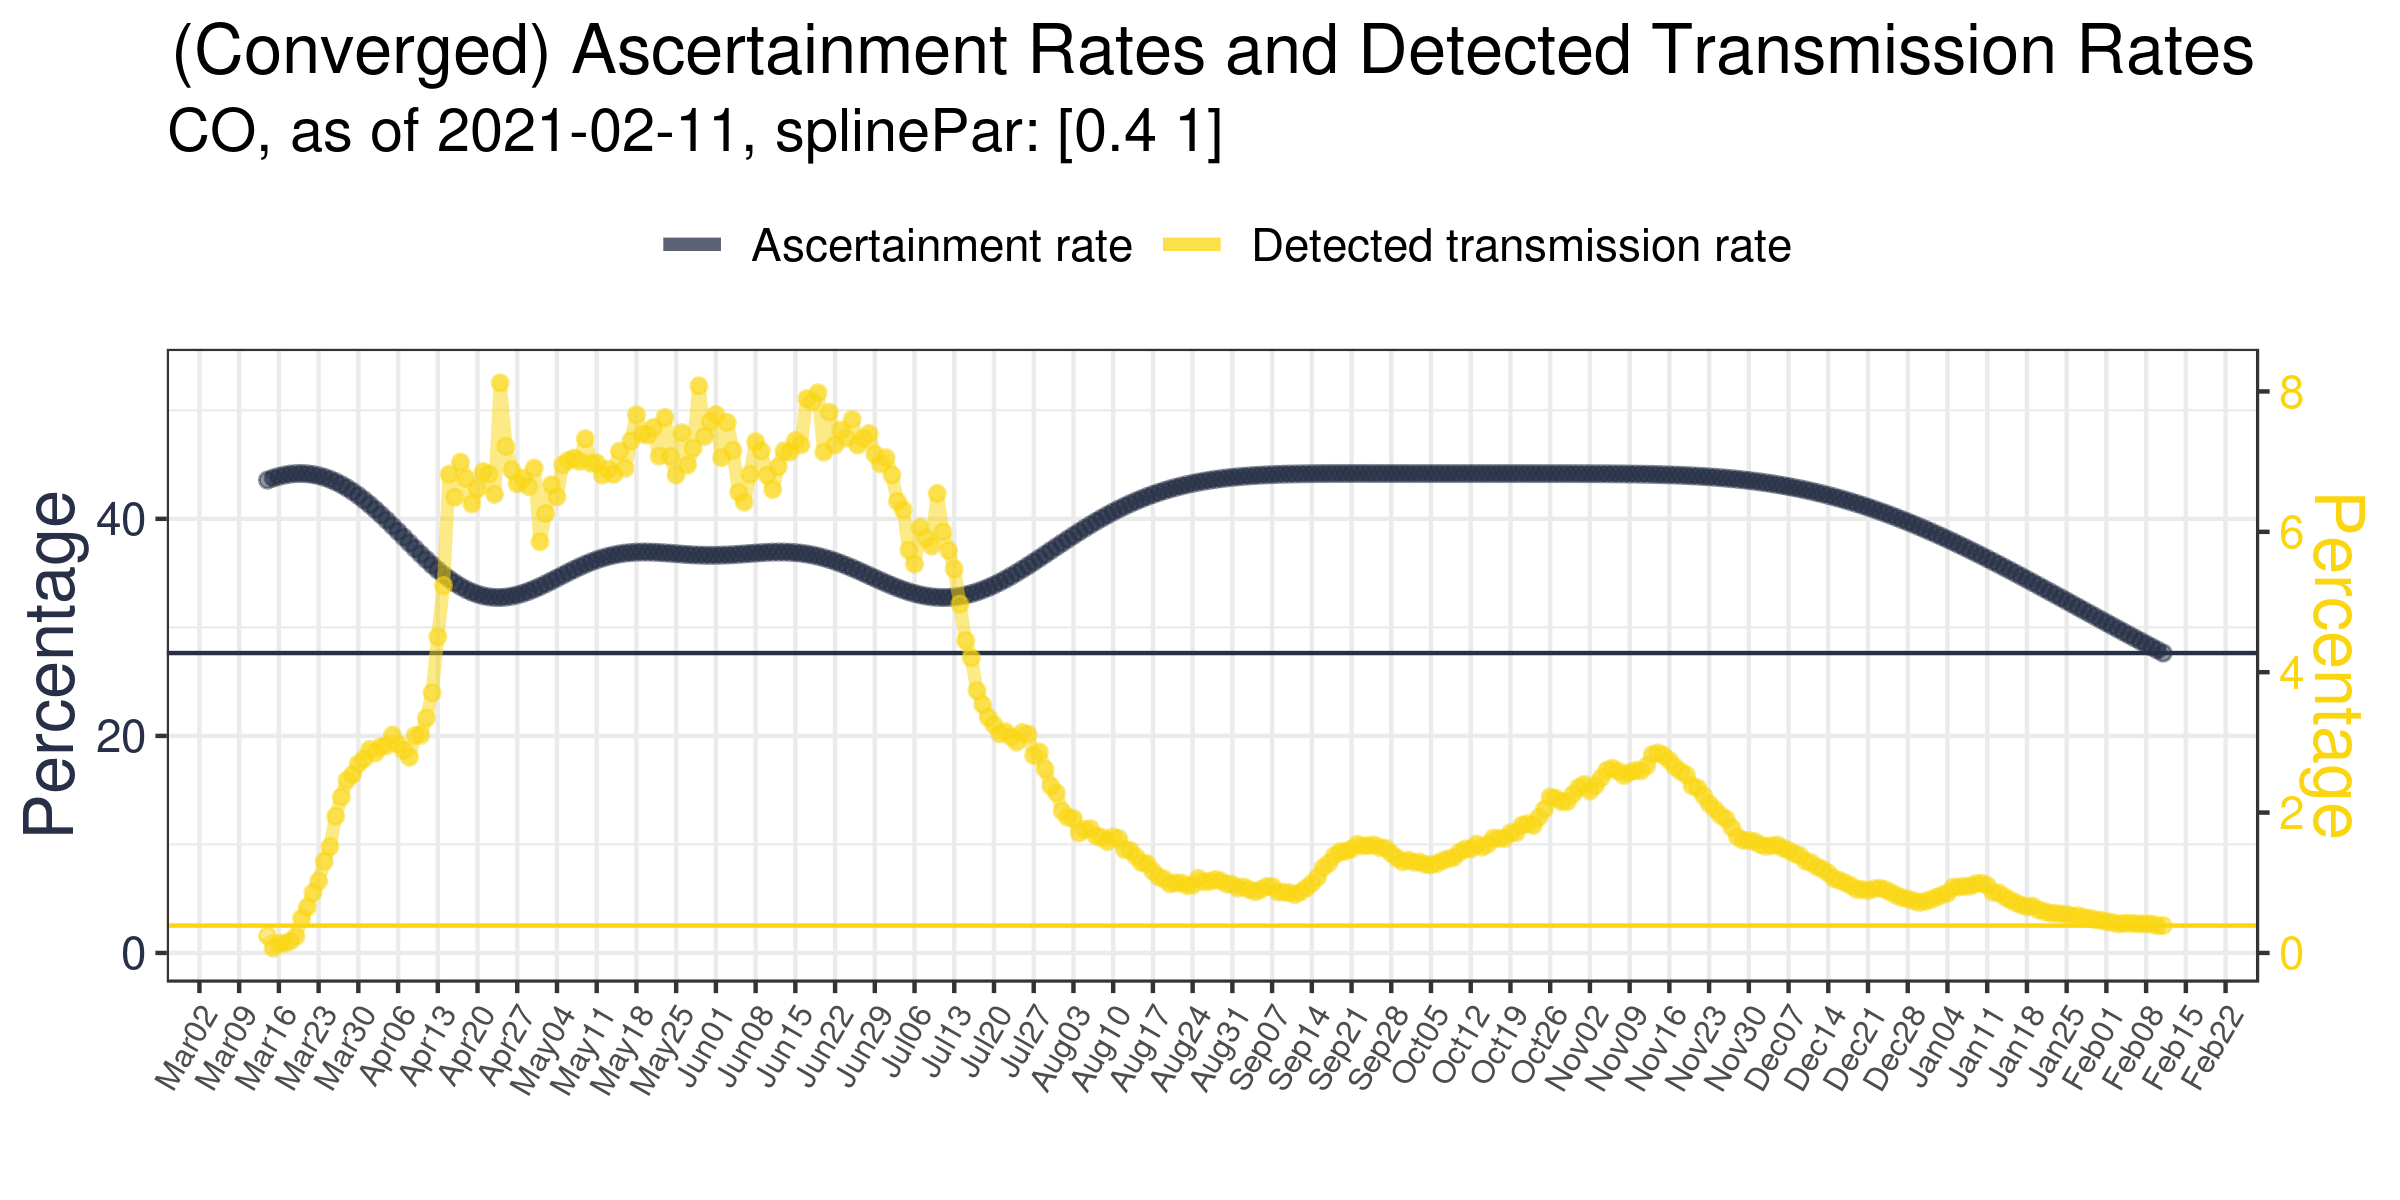 (Converged) Ascertainment Rates and Detected Transmission Rates
CO, as of 2021-02-11, splinePar: [0.4 1]
Ascertainment rate Detected transmission rate
Percentage
40
20
0
8
6
4
2
0
Percentage
Mar02 Mar09 Mar16 Mar23 Mar30 Apr06 Apr13 Apr20 Apr27 May04 May11 May18 May25 Jun01 Jun08 Jun15 Jun22 Jun29 Jul06 Jul13 Jul20 Jul27 Aug03 Aug10 Aug17 Aug24 Aug31 Sep07 Sep14 Sep21 Sep28 Oct05 Oct12 Oct19 Oct26 Nov02 Nov09 Nov16 Nov23 Nov30 Dec07 Dec14 Dec21 Dec28 Jan04 Jan11 Jan18 Jan25 Feb01 Feb08 Feb15 Feb22